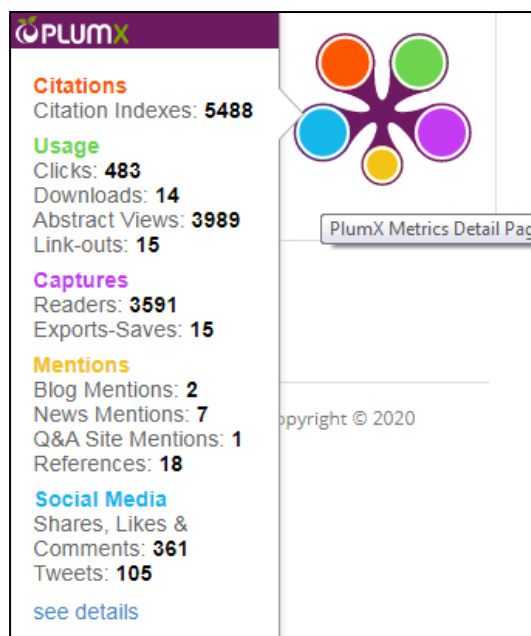 PLUMX
Citations
Citation Indexes: 5488
Usage
Clicks: 483
Downloads: 14
Abstract Views: 3989
Link-outs: 15
Captures
Readers: 3591
Exports-Saves: 15
Mentions
Blog Mentions: 2
News Mentions: 7
Q&A Site Mentions: 1
References: 18
Social Media
Shares, Likes &
Comments: 361
Tweets: 105
see details
PlumX Metrics Detail Pag
opyright © 2020